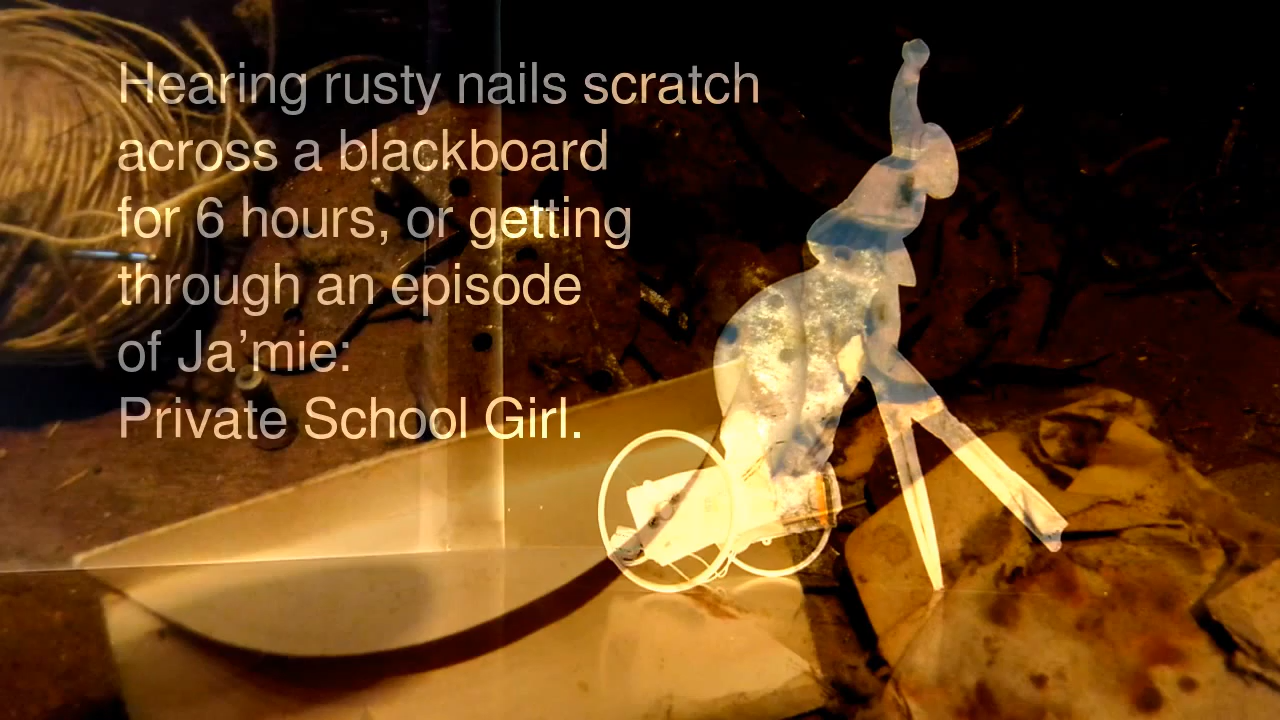 Hearing rusty nails scratch
across a blackboard
for 6 hours, or getting
through an episode
of Ja’mie:
Private School Girl.